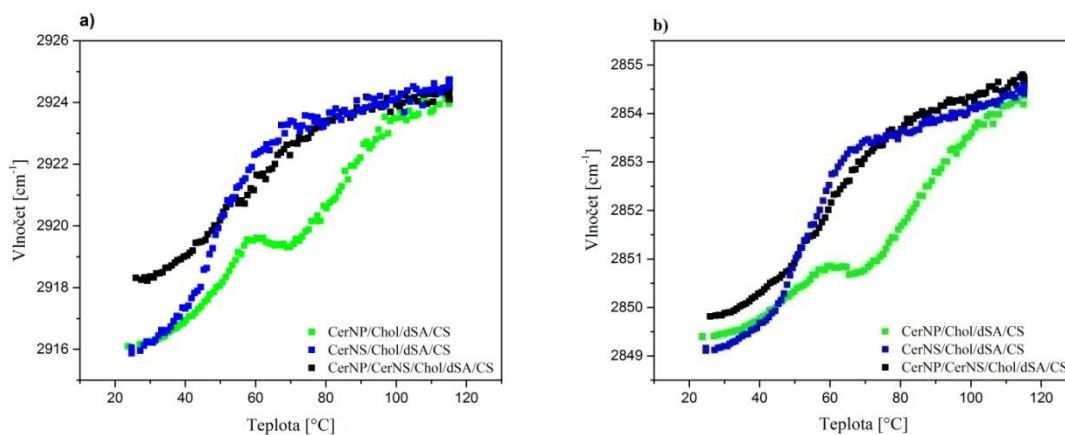 a)
2926
2924
2922
2920
2918
2916
Vlnočet [cm-1]
CerNP/Chol/dSA/CS
CerNS/Chol/dSA/CS
CerNP/CerNS/Chol/dSA/CS
20 40 60 80 100 120
Teplota [°C]
b)
2855
2854
2853
2852
2851
2850
2849
Vlnočet [cm-1]
CerNP/Chol/dSA/CS
CerNS/Chol/dSA/CS
CerNP/CerNS/Chol/dSA/CS
20 40 60 80 100 120
Teplota [°C]